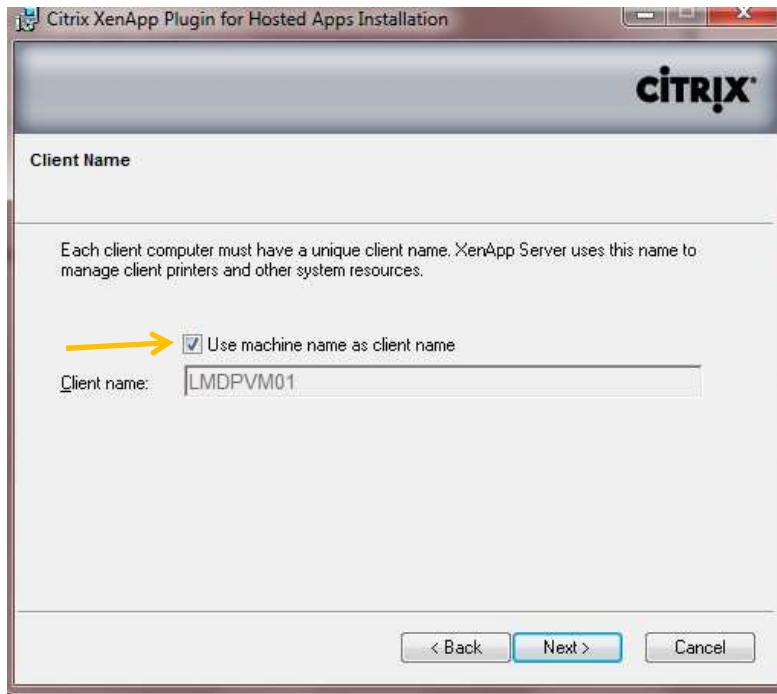 Citrix XenApp Plugin for Hosted Apps Installation
CİTRIX
Client Name
Each client computer must have a unique client name. XenApp Server uses this name to
manage client printers and other system resources.
Use machine name as client name
Client name: LMDPVM01
< Back Next > Cancel